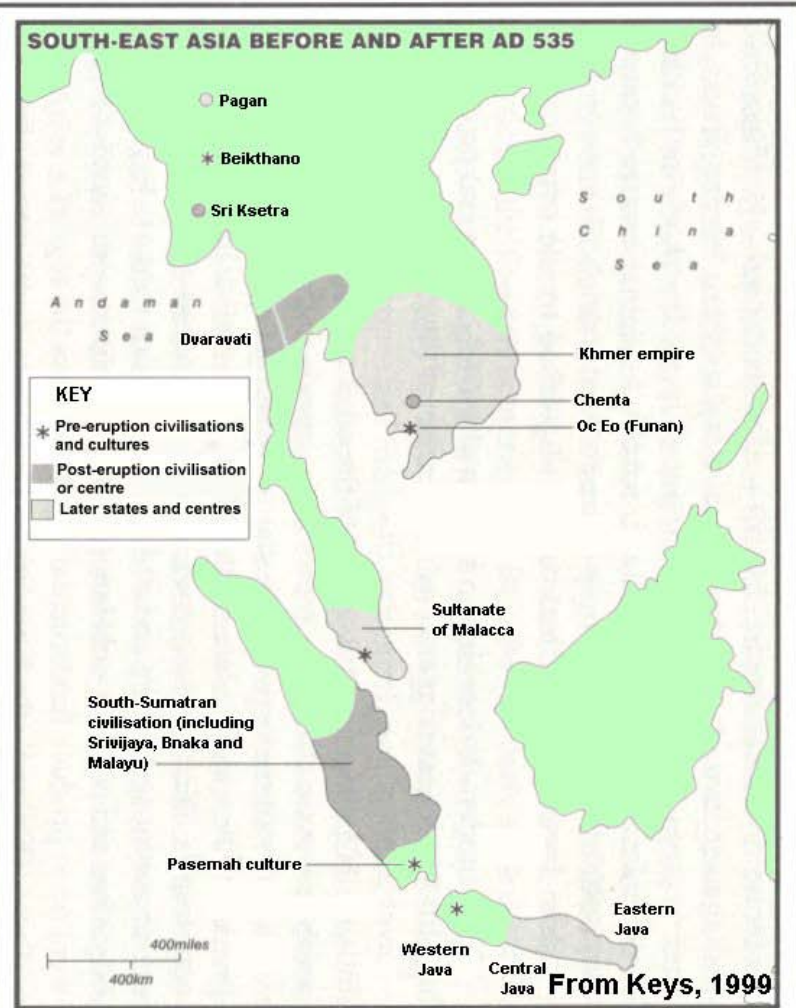 SOUTH-EAST ASIA BEFORE AND AFTER AD 535
Pagan
Beikthano
Sri Ksetra
South
China
Sea
Andaman
Sea
Dvaravati
Khmer empire
Chenta
Oc Eo (Funan)
KEY
Pre-eruption civilisations
and cultures
Post-eruption civilisation
or centre
Later states and centres
Sultanate
of Malacca
South-Sumatran
civilisation (including
Srivijaya, Bnaka and
Malayu)
Pasemah culture
Eastern
Java
Western
Java
Central
Java
400miles
400km
From Keys, 1999